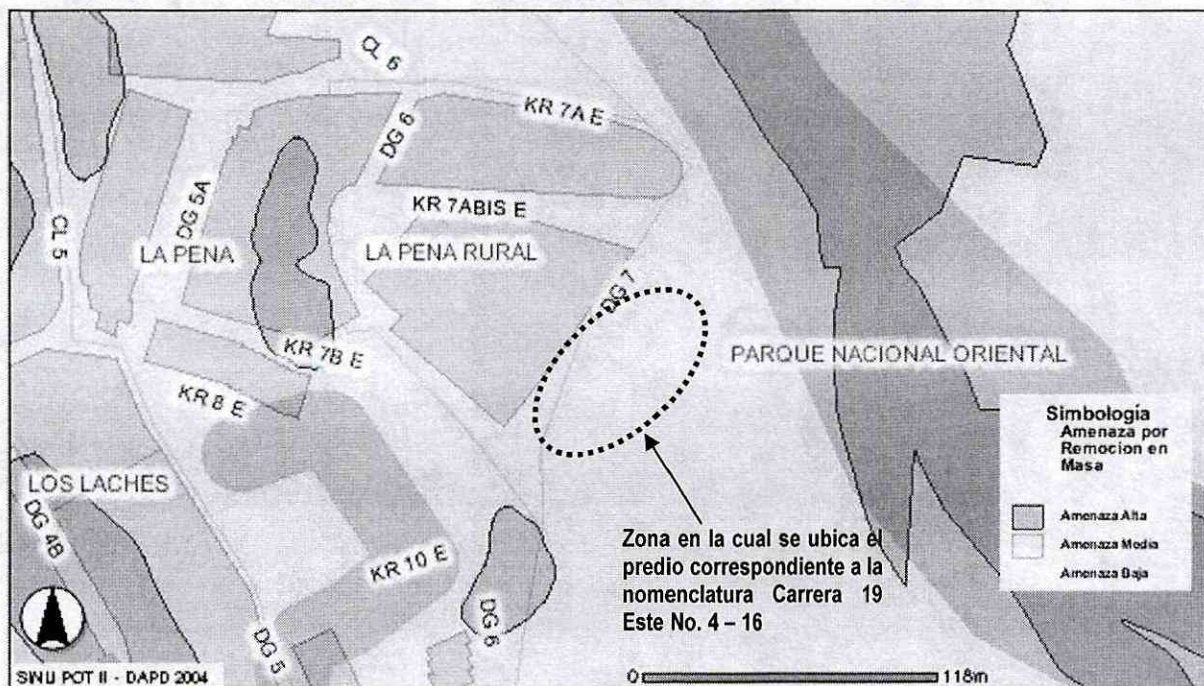 CL 6
KR 7A E
DG 6
DG 5A
KR 7ABIS E
CL 5
LA PENA
LA PENA RURAL
DG 7
KR 7B E
PARQUE NACIONAL ORIENTAL
KR 8 E
LOS LACHES
DG 4B
KR 10 E
DG 6
DG 5
Zona en la cual se ubica el
predio correspondiente a la
nomenclatura Carrera 19
Este No. 4 – 16
Simbología
Amenaza por
Remocion en
Masa
Amenaza Alta
Amenaza Media
Amenaza Baja
SINU POT II - DAPD 2004
0 118m